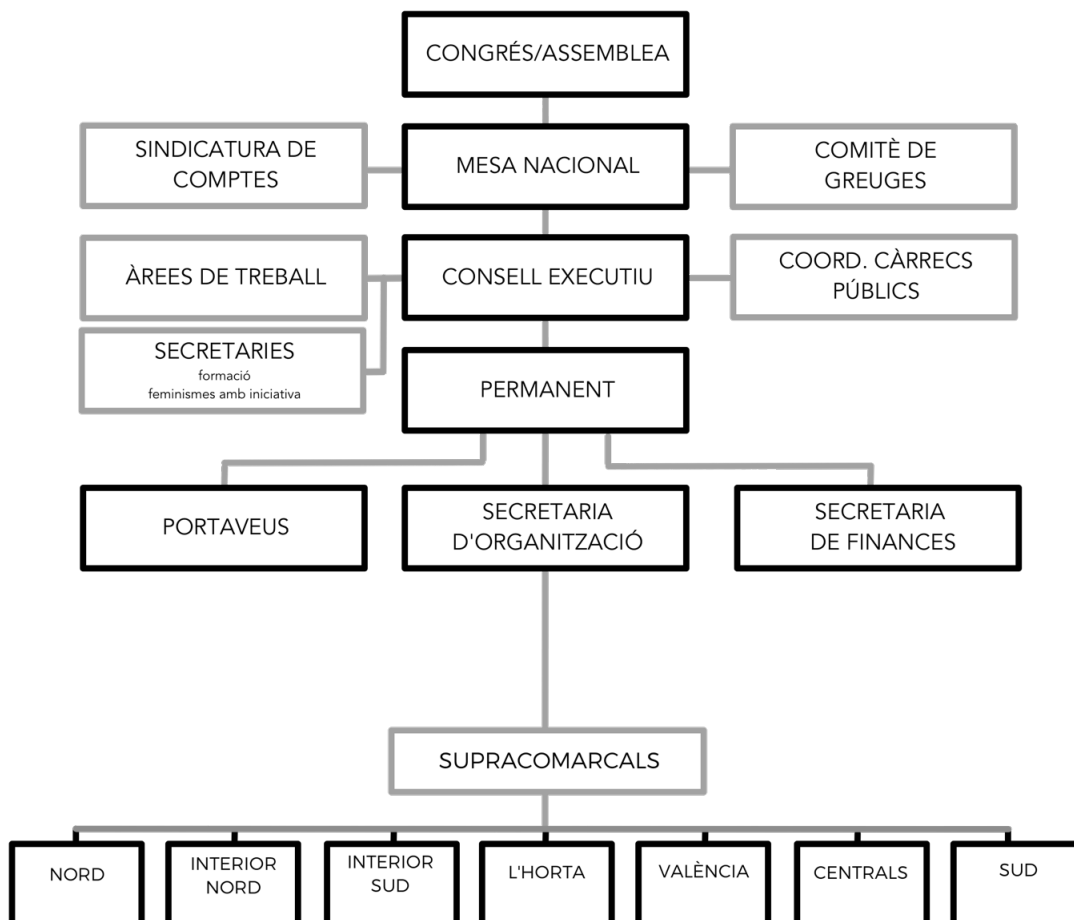 CONGRÉS/ASSEMBLEA
SINDICATURA DE
COMPTES
MESA NACIONAL
COMITÈ DE
GREUGES
ÀREES DE TREBALL
CONSELL EXECUTIU
COORD. CÀRRECS
PÚBLICS
SECRETARIES
formació
feminismes amb iniciativa
PERMANENT
PORTAVEUS
SECRETARIA
D'ORGANITZACIÓ
SECRETARIA
DE FINANCES
SUPRACOMARCALS
NORD
INTERIOR
NORD
INTERIOR
SUD
L'HORTA
VALÈNCIA
CENTRALS
SUD